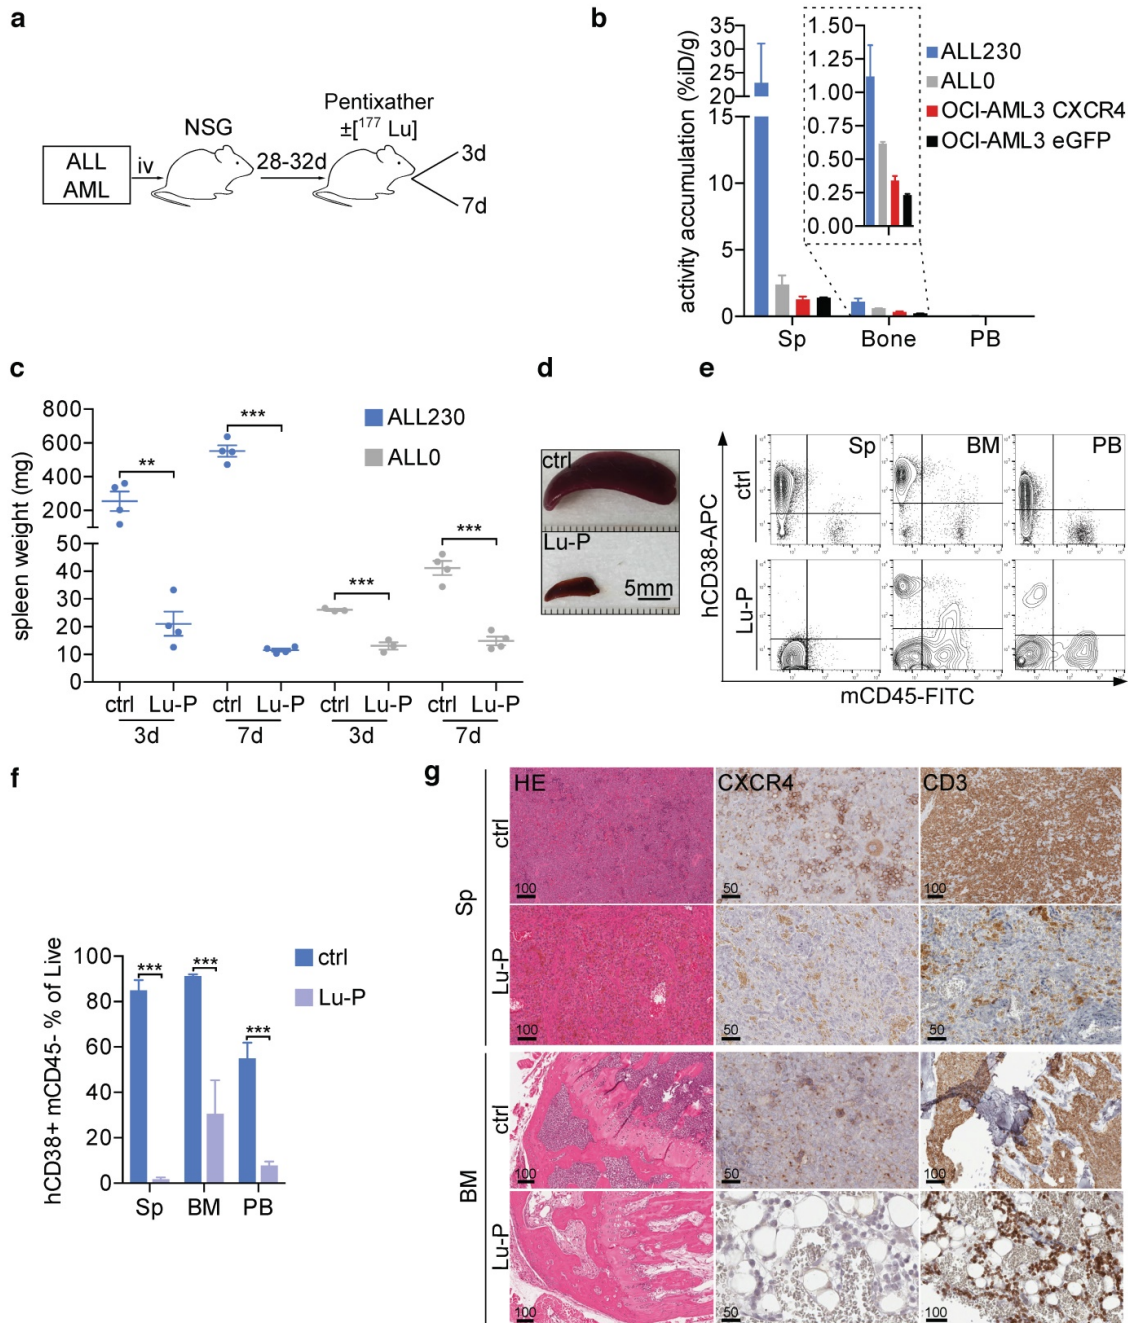 a
ALL
AML
iv
NSG
28-32d
Pentixather
±[¹⁷⁷ Lu]
3d
7d
b
activity accumulation (%iD/g)
35
30
25
20
15
10
5
0
1.50
1.25
1.00
0.75
0.50
0.25
0.00
ALL230
ALL0
OCI-AML3 CXCR4
OCI-AML3 eGFP
Sp Bone PB
c
spleen weight (mg)
800
600
400
200
50
40
30
20
10
0
** *** *** ***
ALL230
ALL0
ctrl Lu-P ctrl Lu-P ctrl Lu-P ctrl Lu-P
3d 7d 3d 7d
d
ctrl
Lu-P
5mm
e
hCD38-APC
ctrl
Lu-P
Sp BM PB
mCD45-FITC
f
hCD38+ mCD45- % of Live
100
80
60
40
20
0
*** *** ***
ctrl
Lu-P
Sp BM PB
g
HE CXCR4 CD3
Sp
ctrl
100 50 100
Lu-P
50 50
BM
ctrl
100 50 100
Lu-P
100 50 100